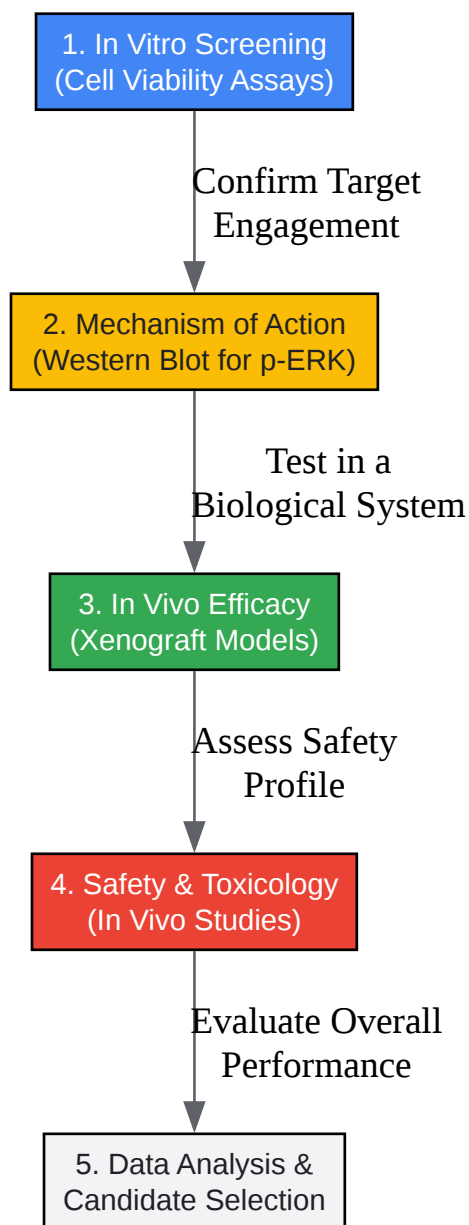 1. In Vitro Screening
(Cell Viability Assays)
Confirm Target
Engagement
2. Mechanism of Action
(Western Blot for p-ERK)
Test in a
Biological System
3. In Vivo Efficacy
(Xenograft Models)
Assess Safety
Profile
4. Safety & Toxicology
(In Vivo Studies)
Evaluate Overall
Performance
5. Data Analysis &
Candidate Selection